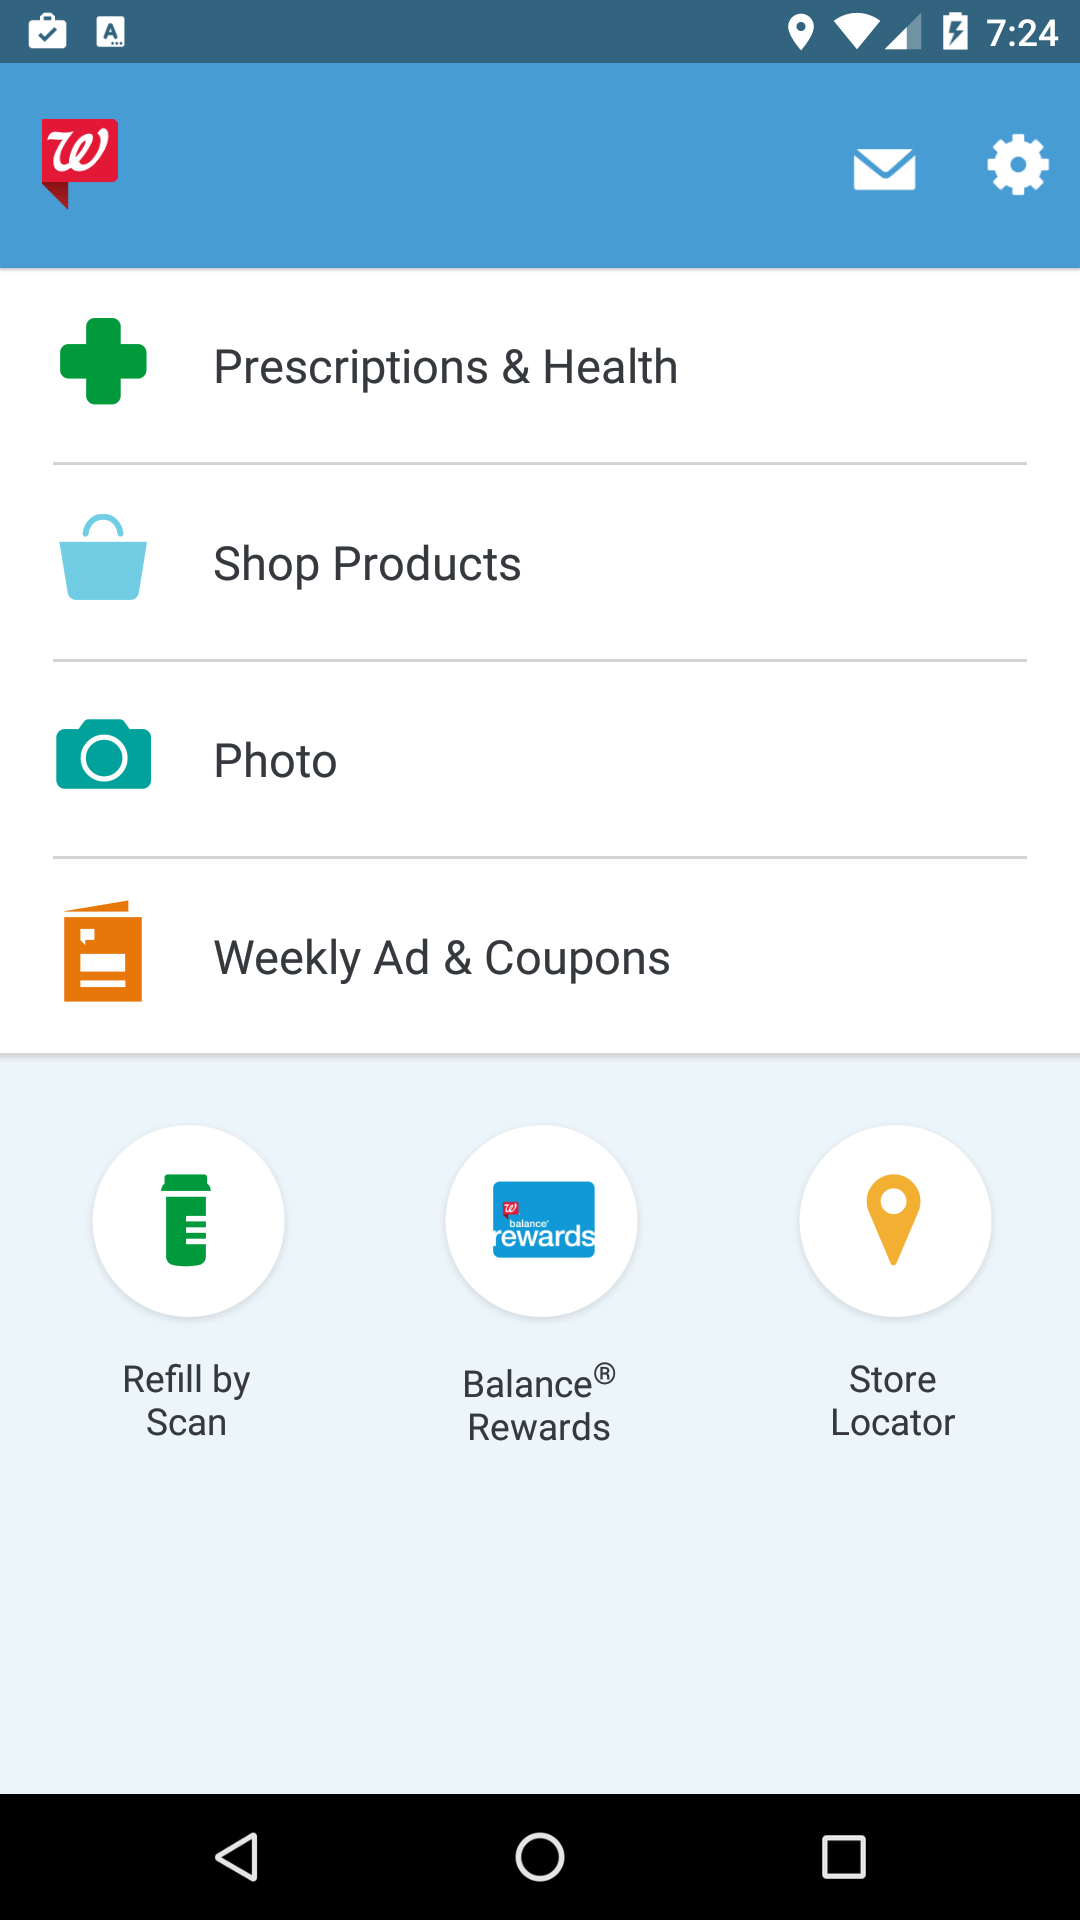 7:24
Prescriptions & Health
Shop Products
Photo
Weekly Ad & Coupons
balance®
rewards
Refill by
Scan
Balance®
Rewards
Store
Locator